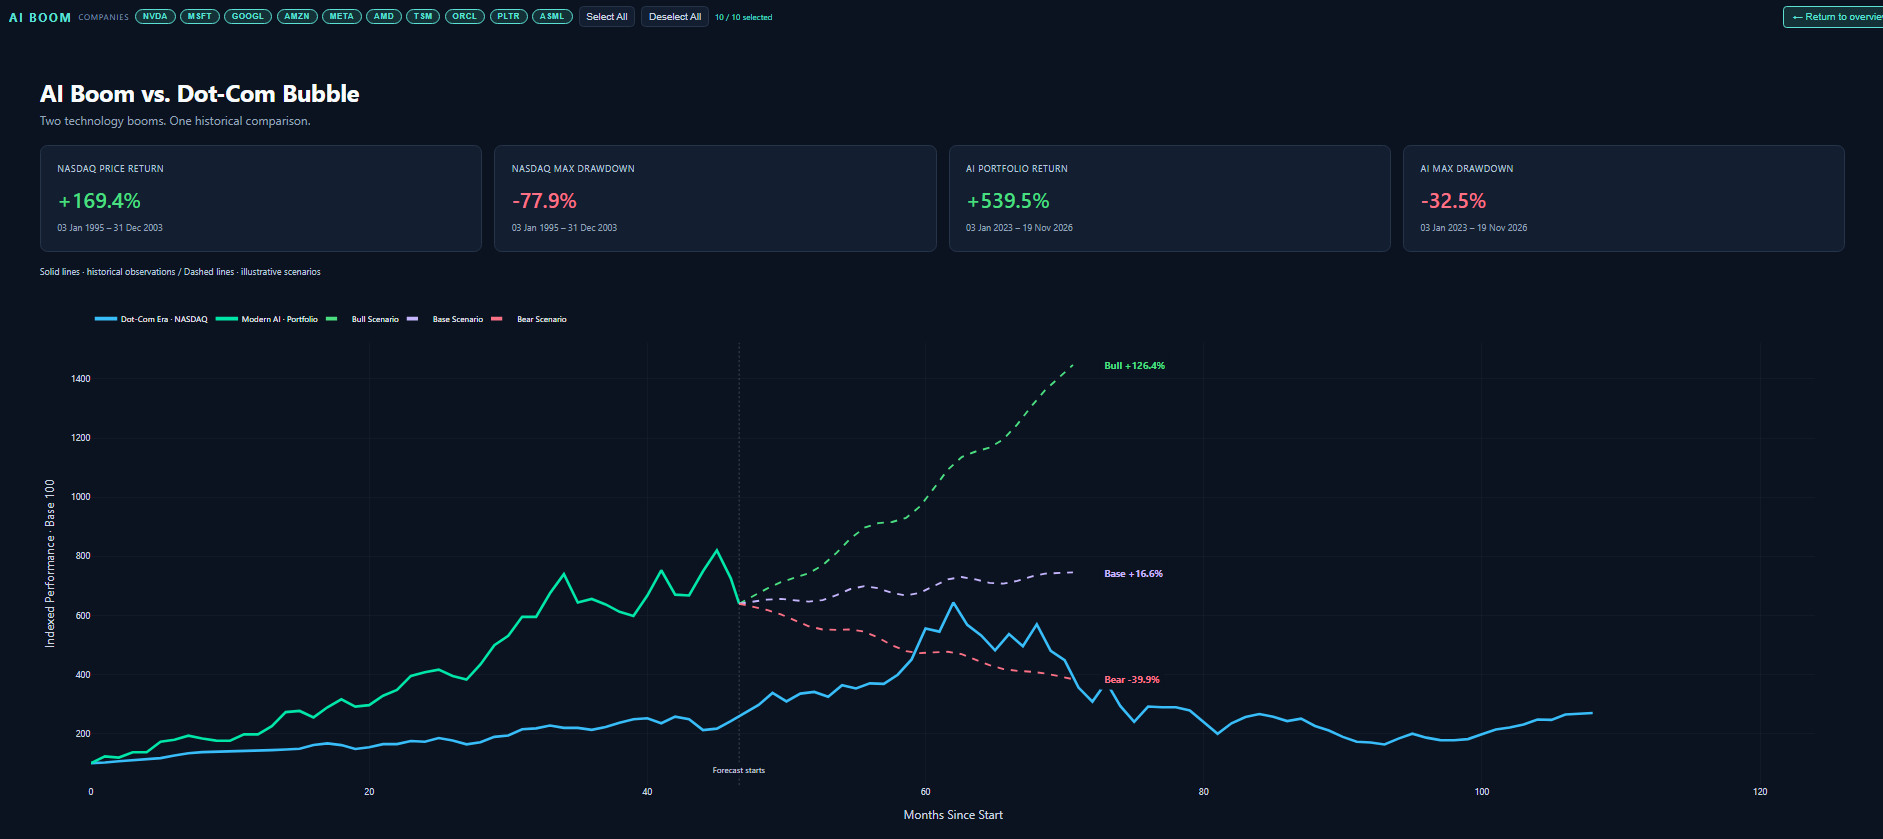 AI BOOM COMPANIES NVDA MSFT GOOGL AMZN META AMD TSM ORCL PLTR ASML Select All Deselect All 10 / 10 selected
← Return to overvie
AI Boom vs. Dot-Com Bubble
Two technology booms. One historical comparison.
NASDAQ PRICE RETURN
+169.4%
03 Jan 1995 – 31 Dec 2003
NASDAQ MAX DRAWDOWN
-77.9%
03 Jan 1995 – 31 Dec 2003
AI PORTFOLIO RETURN
+539.5%
03 Jan 2023 – 19 Nov 2026
AI MAX DRAWDOWN
-32.5%
03 Jan 2023 – 19 Nov 2026
Solid lines · historical observations / Dashed lines · illustrative scenarios
Dot-Com Era · NASDAQ Modern AI · Portfolio Bull Scenario Base Scenario Bear Scenario
Indexed Performance · Base 100
1400
1200
1000
800
600
400
200
Bull +126.4%
Base +16.6%
Bear -39.9%
Forecast starts
0 20 40 60 80 100 120
Months Since Start